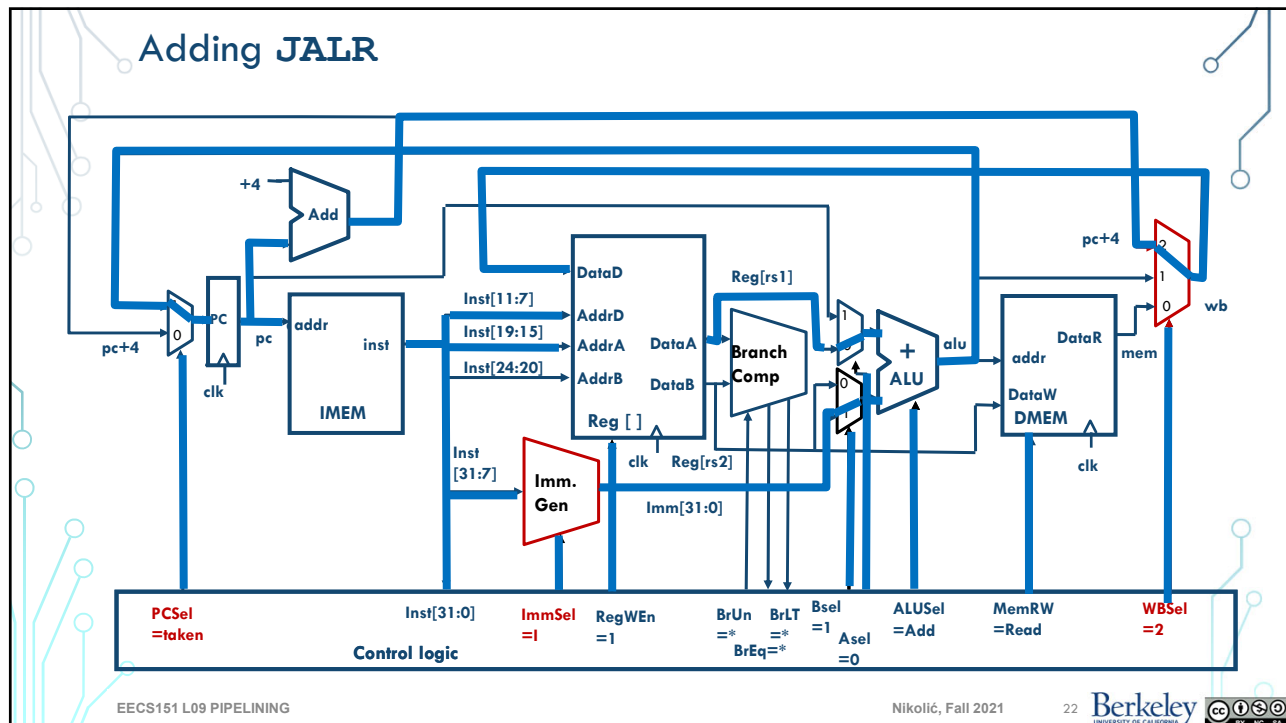 Adding JALR
+4
Add
pc+4
2
1
0
wb
DataD
Reg[rs1]
Inst[11:7]
AddrD
Inst[19:15]
AddrA
Inst[24:20]
AddrB
DataA
DataB
Reg [ ]
clk
Reg[rs2]
Branch
Comp
1
0
1
+
ALU
alu
DataR
addr
DataW
DMEM
mem
clk
0
pc+4
PC
clk
pc
addr
inst
IMEM
Inst
[31:7]
Imm.
Gen
Imm[31:0]
PCSel
=taken
Inst[31:0]
ImmSel
=I
RegWEn
=1
BrUn
=*
BrEq=*
BrLT
=*
Bsel
=1
Asel
=0
ALUSel
=Add
MemRW
=Read
WBSel
=2
Control logic
EECS151 L09 PIPELINING
Nikolić, Fall 2021
22
Berkeley
UNIVERSITY OF CALIFORNIA